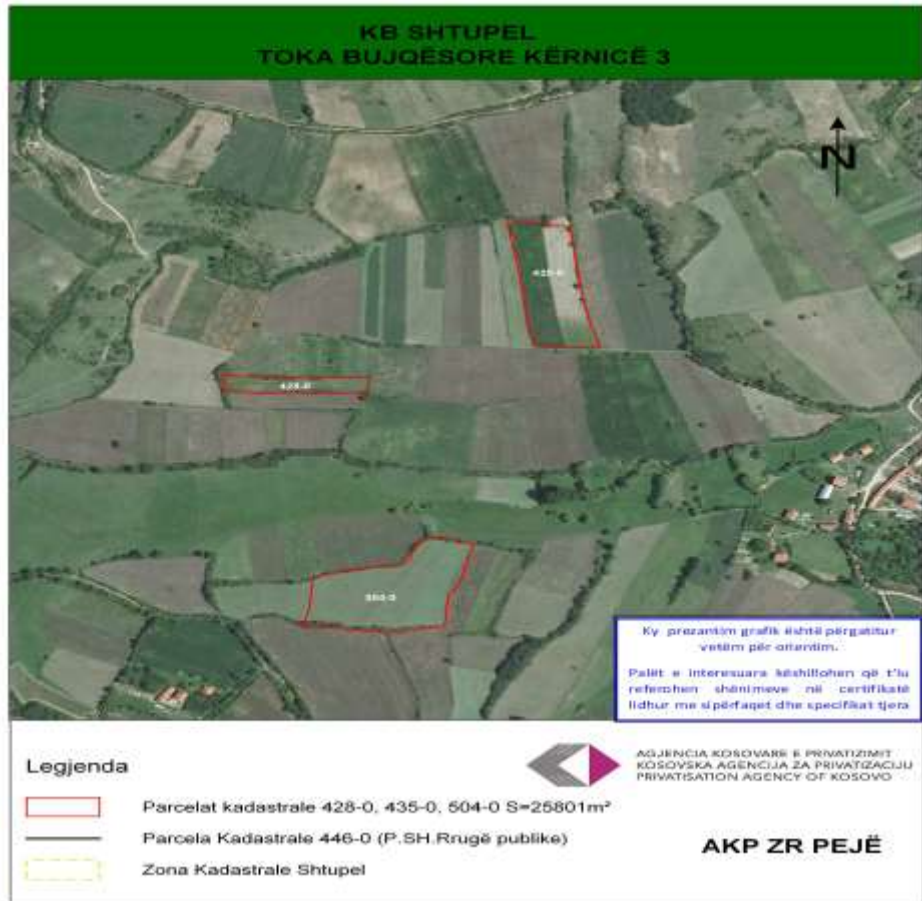 KB SHTUPEL
TOKA BUJQËSORE KËRNICË 3
N
435-0
428-0
504-0
Ky prezantim grafik është përgatitur
vetëm për orientim.
Palët e interesuara këshillohen që t'iu
referohen shënimeve në certifikatë
lidhur me sipërfaqet dhe specifikat tjera
Legjenda
AGJENCIA KOSOVARE E PRIVATIZIMIT
KOSOVSKA AGENCIJA ZA PRIVATIZACIJU
PRIVATISATION AGENCY OF KOSOVO
Parcelat kadastrale 428-0, 435-0, 504-0 S=25801m²
Parcela Kadastrale 446-0 (P.SH.Rrugë publike)
AKP ZR PEJË
Zona Kadastrale Shtupel